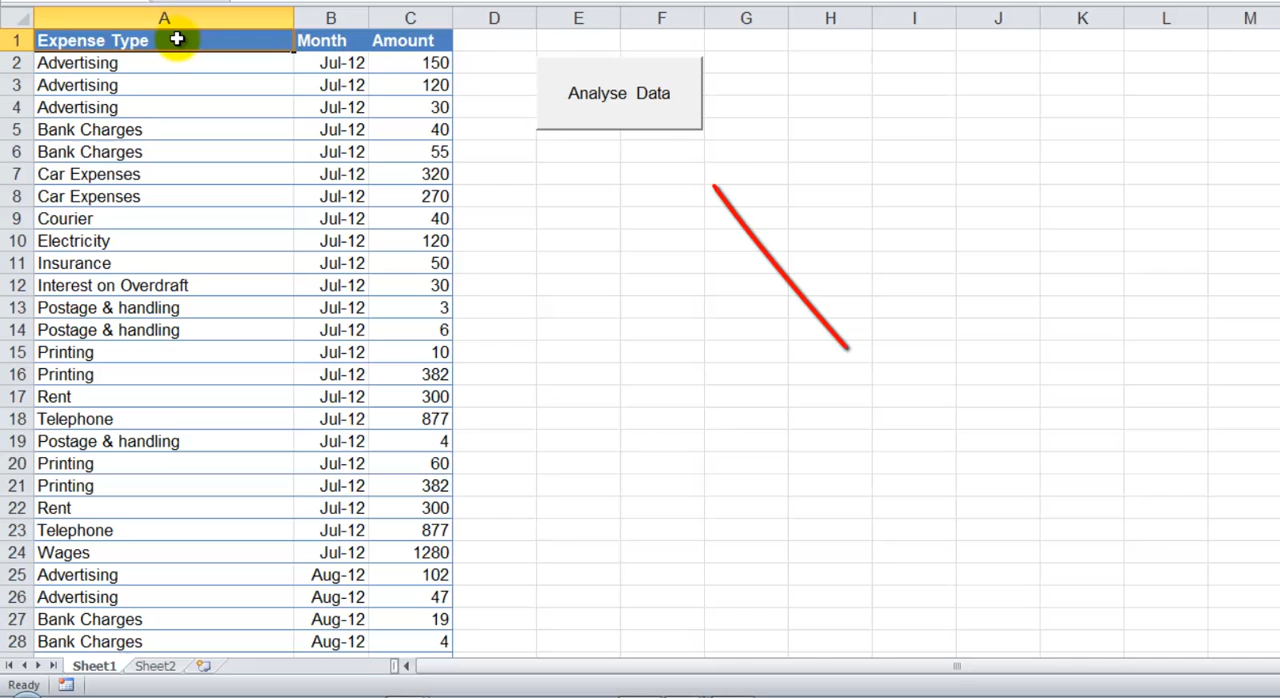 A B C D E F G H I J K L M
1 Expense Type Month Amount
2 Advertising Jul-12 150
3 Advertising Jul-12 120
4 Advertising Jul-12 30
5 Bank Charges Jul-12 40
6 Bank Charges Jul-12 55
7 Car Expenses Jul-12 320
8 Car Expenses Jul-12 270
9 Courier Jul-12 40
10 Electricity Jul-12 120
11 Insurance Jul-12 50
12 Interest on Overdraft Jul-12 30
13 Postage & handling Jul-12 3
14 Postage & handling Jul-12 6
15 Printing Jul-12 10
16 Printing Jul-12 382
17 Rent Jul-12 300
18 Telephone Jul-12 877
19 Postage & handling Jul-12 4
20 Printing Jul-12 60
21 Printing Jul-12 382
22 Rent Jul-12 300
23 Telephone Jul-12 877
24 Wages Jul-12 1280
25 Advertising Aug-12 102
26 Advertising Aug-12 47
27 Bank Charges Aug-12 19
28 Bank Charges Aug-12 4
Analyse Data
Sheet1 Sheet2
Ready